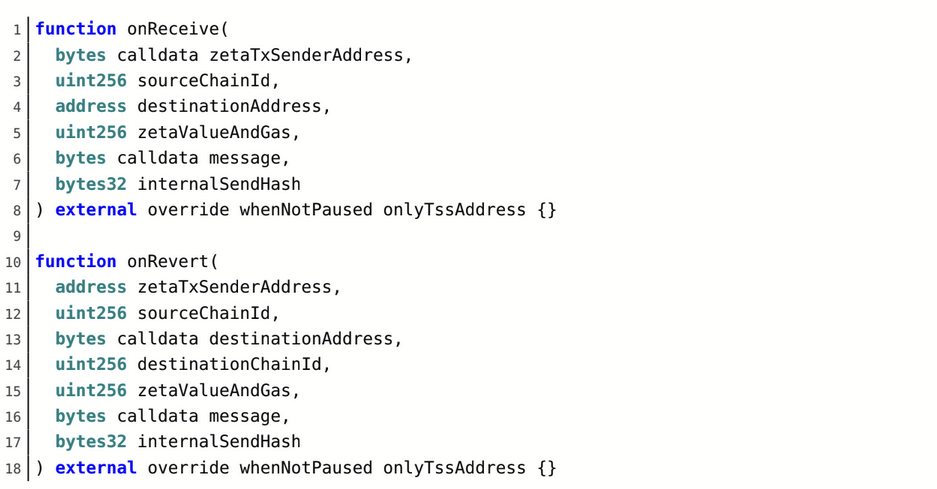 1 function onReceive(
2 bytes calldata zetaTxSenderAddress,
3 uint256 sourceChainId,
4 address destinationAddress,
5 uint256 zetaValueAndGas,
6 bytes calldata message,
7 bytes32 internalSendHash
8 ) external override whenNotPaused onlyTssAddress {}
9
10 function onRevert(
11 address zetaTxSenderAddress,
12 uint256 sourceChainId,
13 bytes calldata destinationAddress,
14 uint256 destinationChainId,
15 uint256 zetaValueAndGas,
16 bytes calldata message,
17 bytes32 internalSendHash
18 ) external override whenNotPaused onlyTssAddress {}